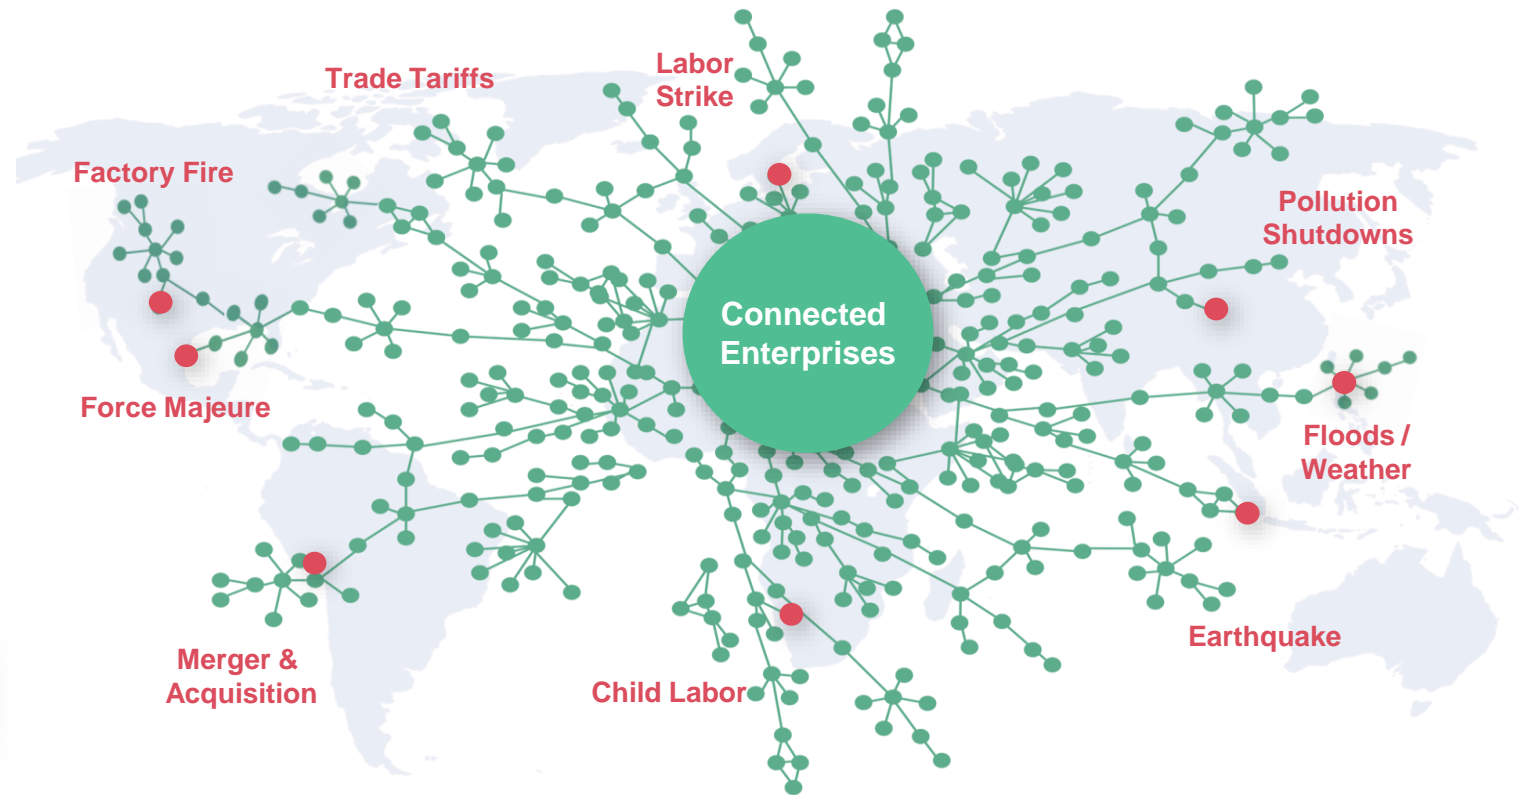 Trade Tariffs
Labor
Strike
Factory Fire
Pollution
Shutdowns
Connected
Enterprises
Force Majeure
Floods /
Weather
Earthquake
Merger &
Acquisition
Child Labor